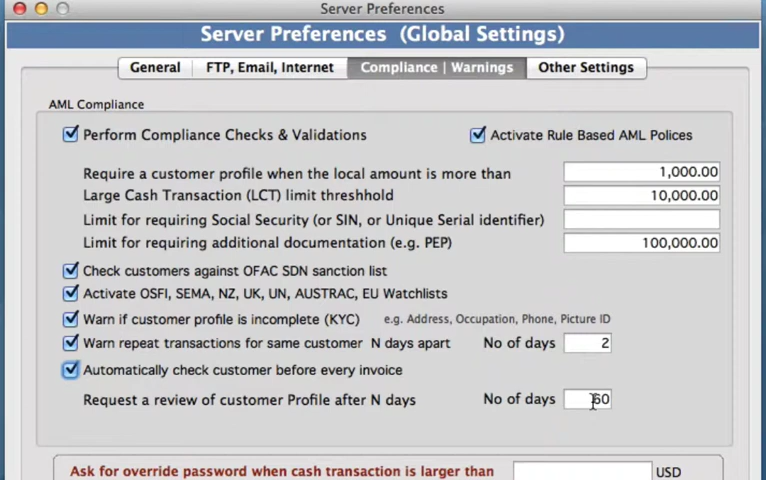 Server Preferences
Server Preferences (Global Settings)
General FTP, Email, Internet Compliance | Warnings Other Settings
AML Compliance
Perform Compliance Checks & Validations Activate Rule Based AML Polices
Require a customer profile when the local amount is more than 1,000.00
Large Cash Transaction (LCT) limit threshhold 10,000.00
Limit for requiring Social Security (or SIN, or Unique Serial identifier)
Limit for requiring additional documentation (e.g. PEP) 100,000.00
Check customers against OFAC SDN sanction list
Activate OSFI, SEMA, NZ, UK, UN, AUSTRAC, EU Watchlists
Warn if customer profile is incomplete (KYC) e.g. Address, Occupation, Phone, Picture ID
Warn repeat transactions for same customer N days apart No of days 2
Automatically check customer before every invoice
Request a review of customer Profile after N days No of days 60
Ask for override password when cash transaction is larger than USD